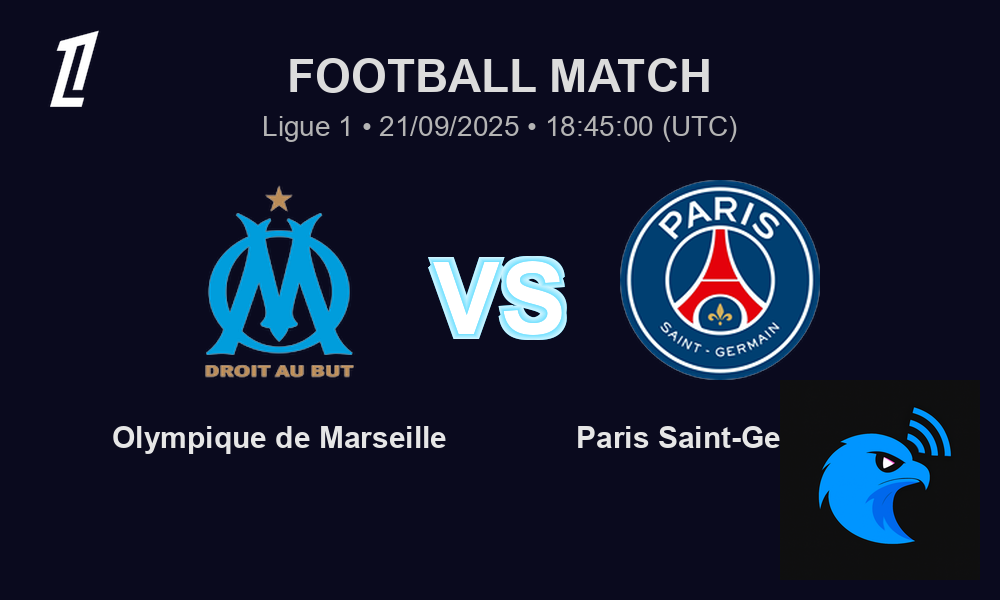 FOOTBALL MATCH
Ligue 1 • 21/09/2025 • 18:45:00 (UTC)
DROIT AU BUT
VS
PARIS
SAINT-GERMAIN
Olympique de Marseille
Paris Saint-Ge